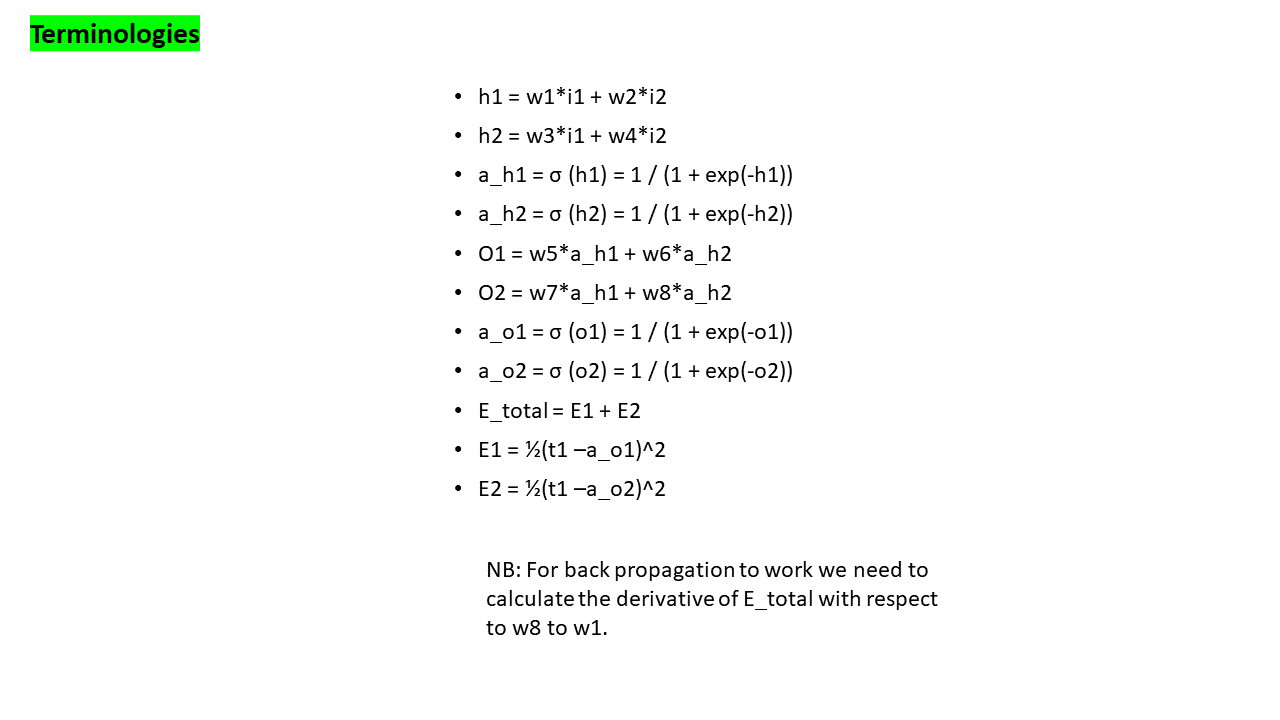 Terminologies
• h1 = w1*i1 + w2*i2
• h2 = w3*i1 + w4*i2
• a_h1 = σ (h1) = 1 / (1 + exp(-h1))
• a_h2 = σ (h2) = 1 / (1 + exp(-h2))
• O1 = w5*a_h1 + w6*a_h2
• O2 = w7*a_h1 + w8*a_h2
• a_o1 = σ (o1) = 1 / (1 + exp(-o1))
• a_o2 = σ (o2) = 1 / (1 + exp(-o2))
• E_total = E1 + E2
• E1 = ½(t1 –a_o1)^2
• E2 = ½(t1 –a_o2)^2
NB: For back propagation to work we need to
calculate the derivative of E_total with respect
to w8 to w1.